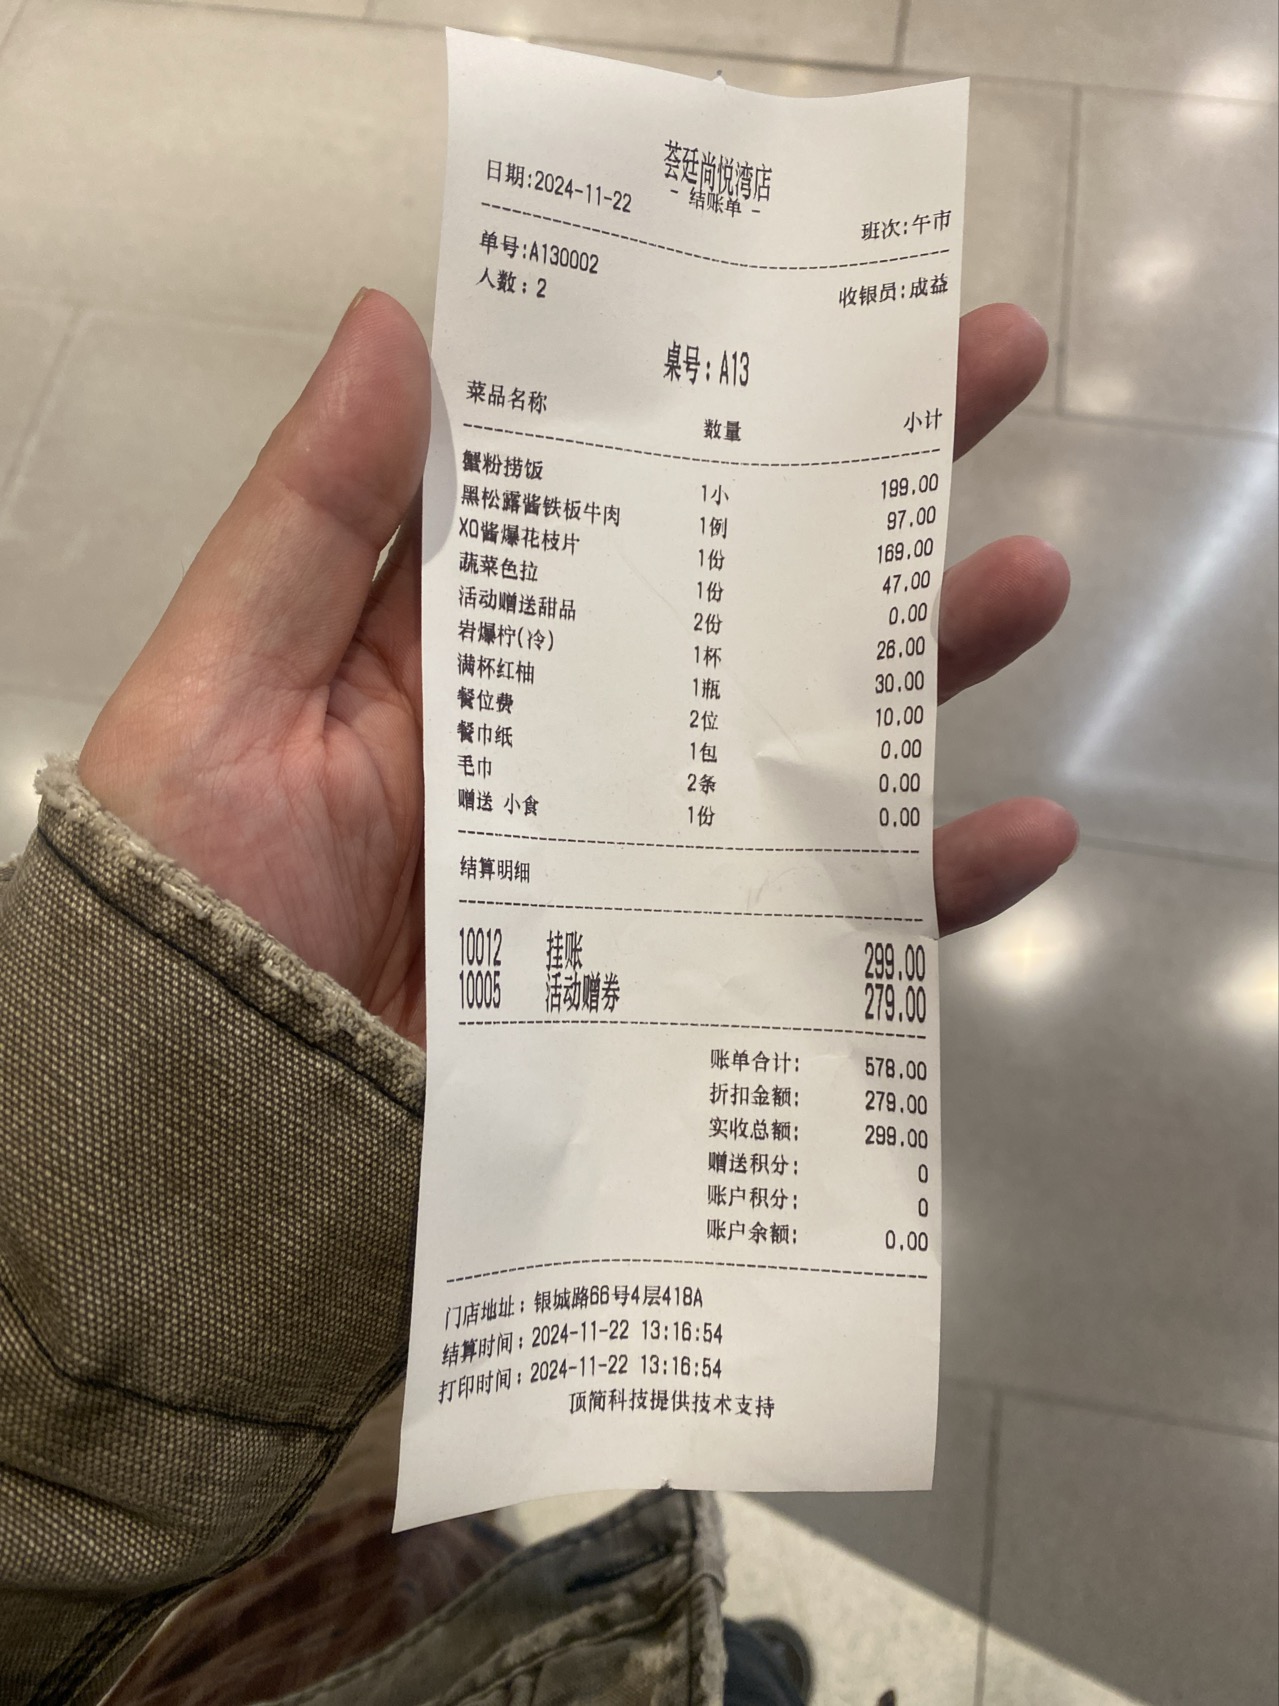 荟廷尚悦湾店
- 结账单 -
日期:2024-11-22 班次:午市
单号:A130002 收银员:成益
人数: 2
桌号: A13
菜品名称 数量 小计
蟹粉捞饭 1小 199.00
黑松露酱铁板牛肉 1例 97.00
XO酱爆花枝片 1份 169.00
蔬菜色拉 1份 47.00
活动赠送甜品 2份 0.00
岩爆柠(冷) 1杯 26.00
满杯红柚 1瓶 30.00
餐位费 2位 10.00
餐巾纸 1包 0.00
毛巾 2条 0.00
赠送 小食 1份 0.00
结算明细
10012 挂账 299.00
10005 活动赠券 279.00
账单合计: 578.00
折扣金额: 279.00
实收总额: 299.00
赠送积分: 0
账户积分: 0
账户余额: 0.00
门店地址: 银城路66号4层418A
结算时间: 2024-11-22 13:16:54
打印时间: 2024-11-22 13:16:54
顶简科技提供技术支持